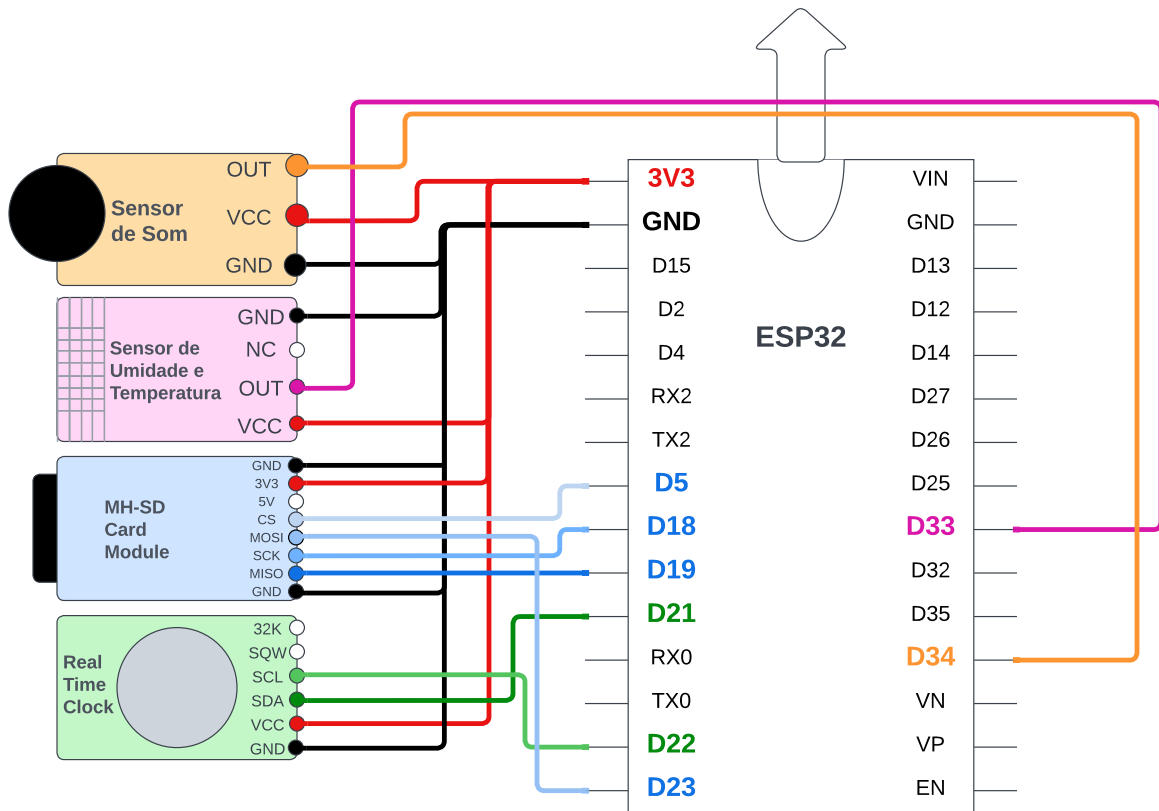 OUT
VCC
GND
Sensor
de Som
GND
NC
OUT
VCC
Sensor de
Umidade e
Temperatura
GND
3V3
5V
CS
MOSI
SCK
MISO
GND
MH-SD
Card
Module
32K
SQW
SCL
SDA
VCC
GND
Real
Time
Clock
3V3
GND
D15
D2
D4
RX2
TX2
D5
D18
D19
D21
RX0
TX0
D22
D23
ESP32
VIN
GND
D13
D12
D14
D27
D26
D25
D33
D32
D35
D34
VN
VP
EN